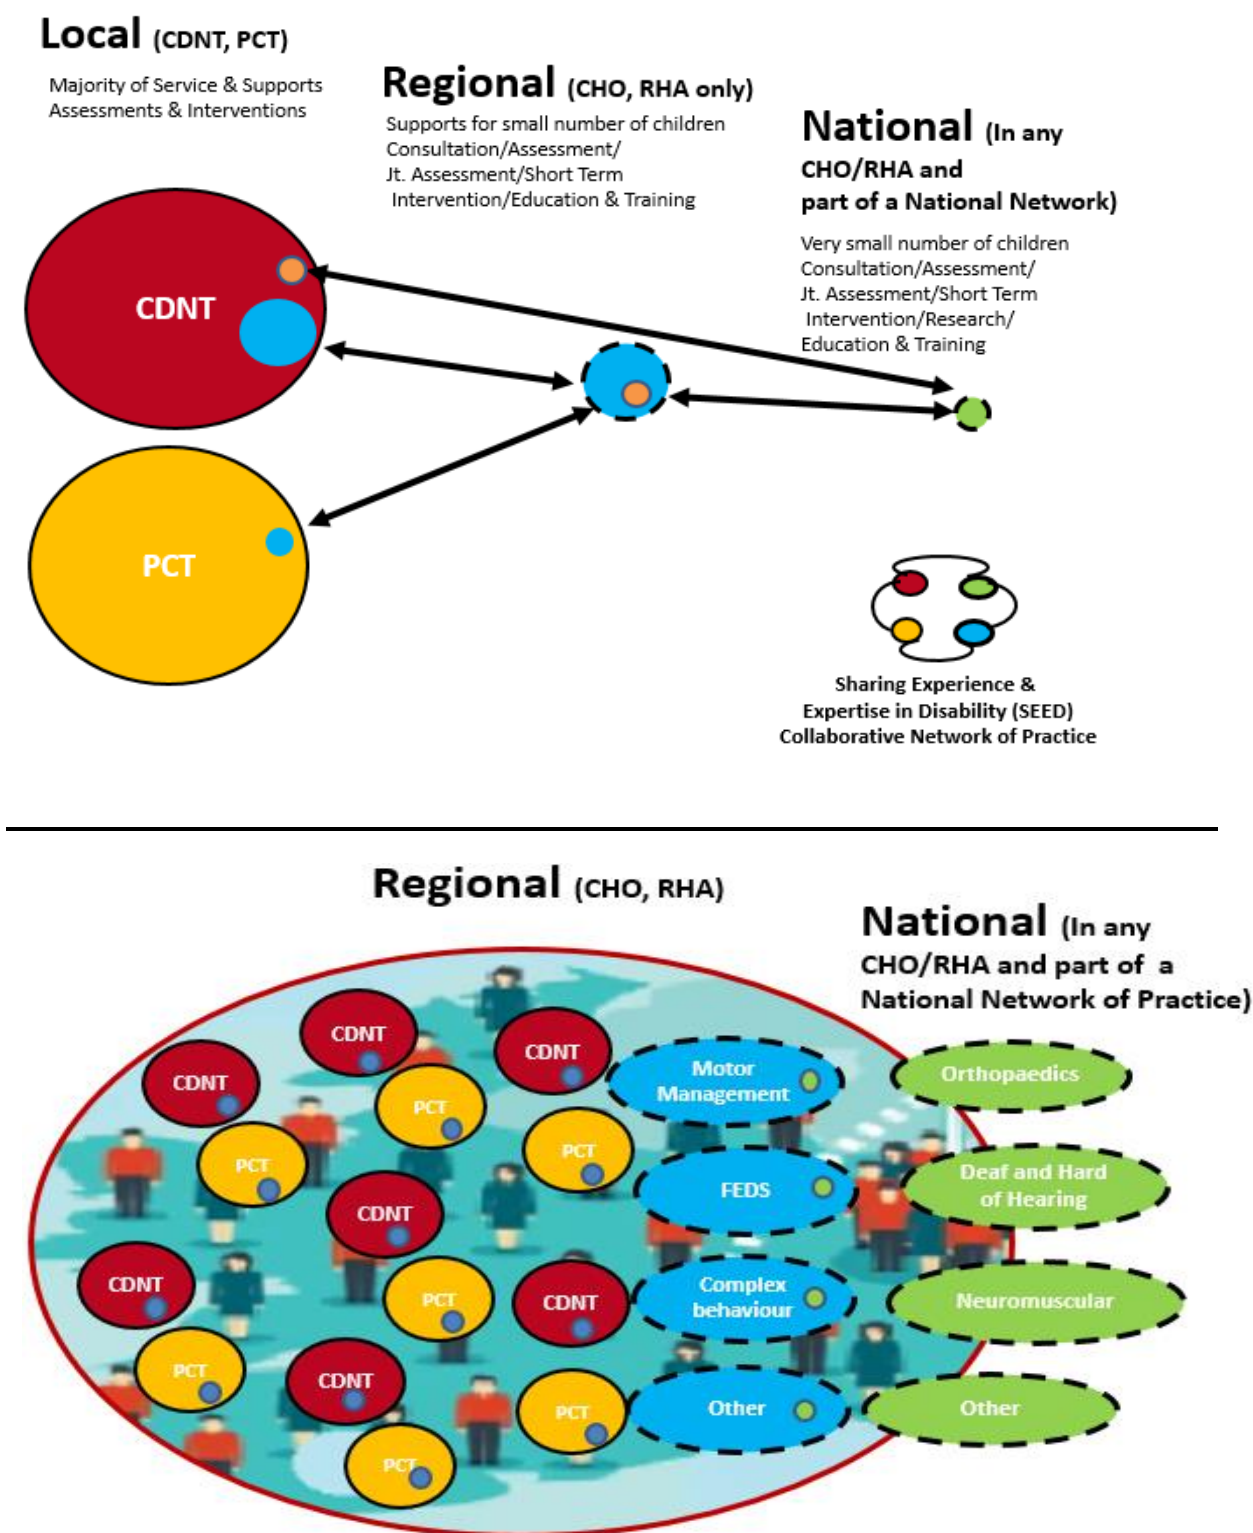 Local (CDNT, PCT)
Majority of Service & Supports
Assessments & Interventions
Regional (CHO, RHA only)
Supports for small number of children
Consultation/Assessment/
Jt. Assessment/Short Term
Intervention/Education & Training
National (In any
CHO/RHA and
part of a National Network)
Very small number of children
Consultation/Assessment/
Jt. Assessment/Short Term
Intervention/Research/
Education & Training
CDNT
PCT
Sharing Experience &
Expertise in Disability (SEED)
Collaborative Network of Practice
Regional (CHO, RHA)
National (In any
CHO/RHA and part of a
National Network of Practice)
CDNT
CDNT
CDNT
PCT
PCT
PCT
CDNT
CDNT
PCT
CDNT
PCT
CDNT
PCT
PCT
Motor
Management
FEDS
Complex
behaviour
Other
Orthopaedics
Deaf and Hard
of Hearing
Neuromuscular
Other